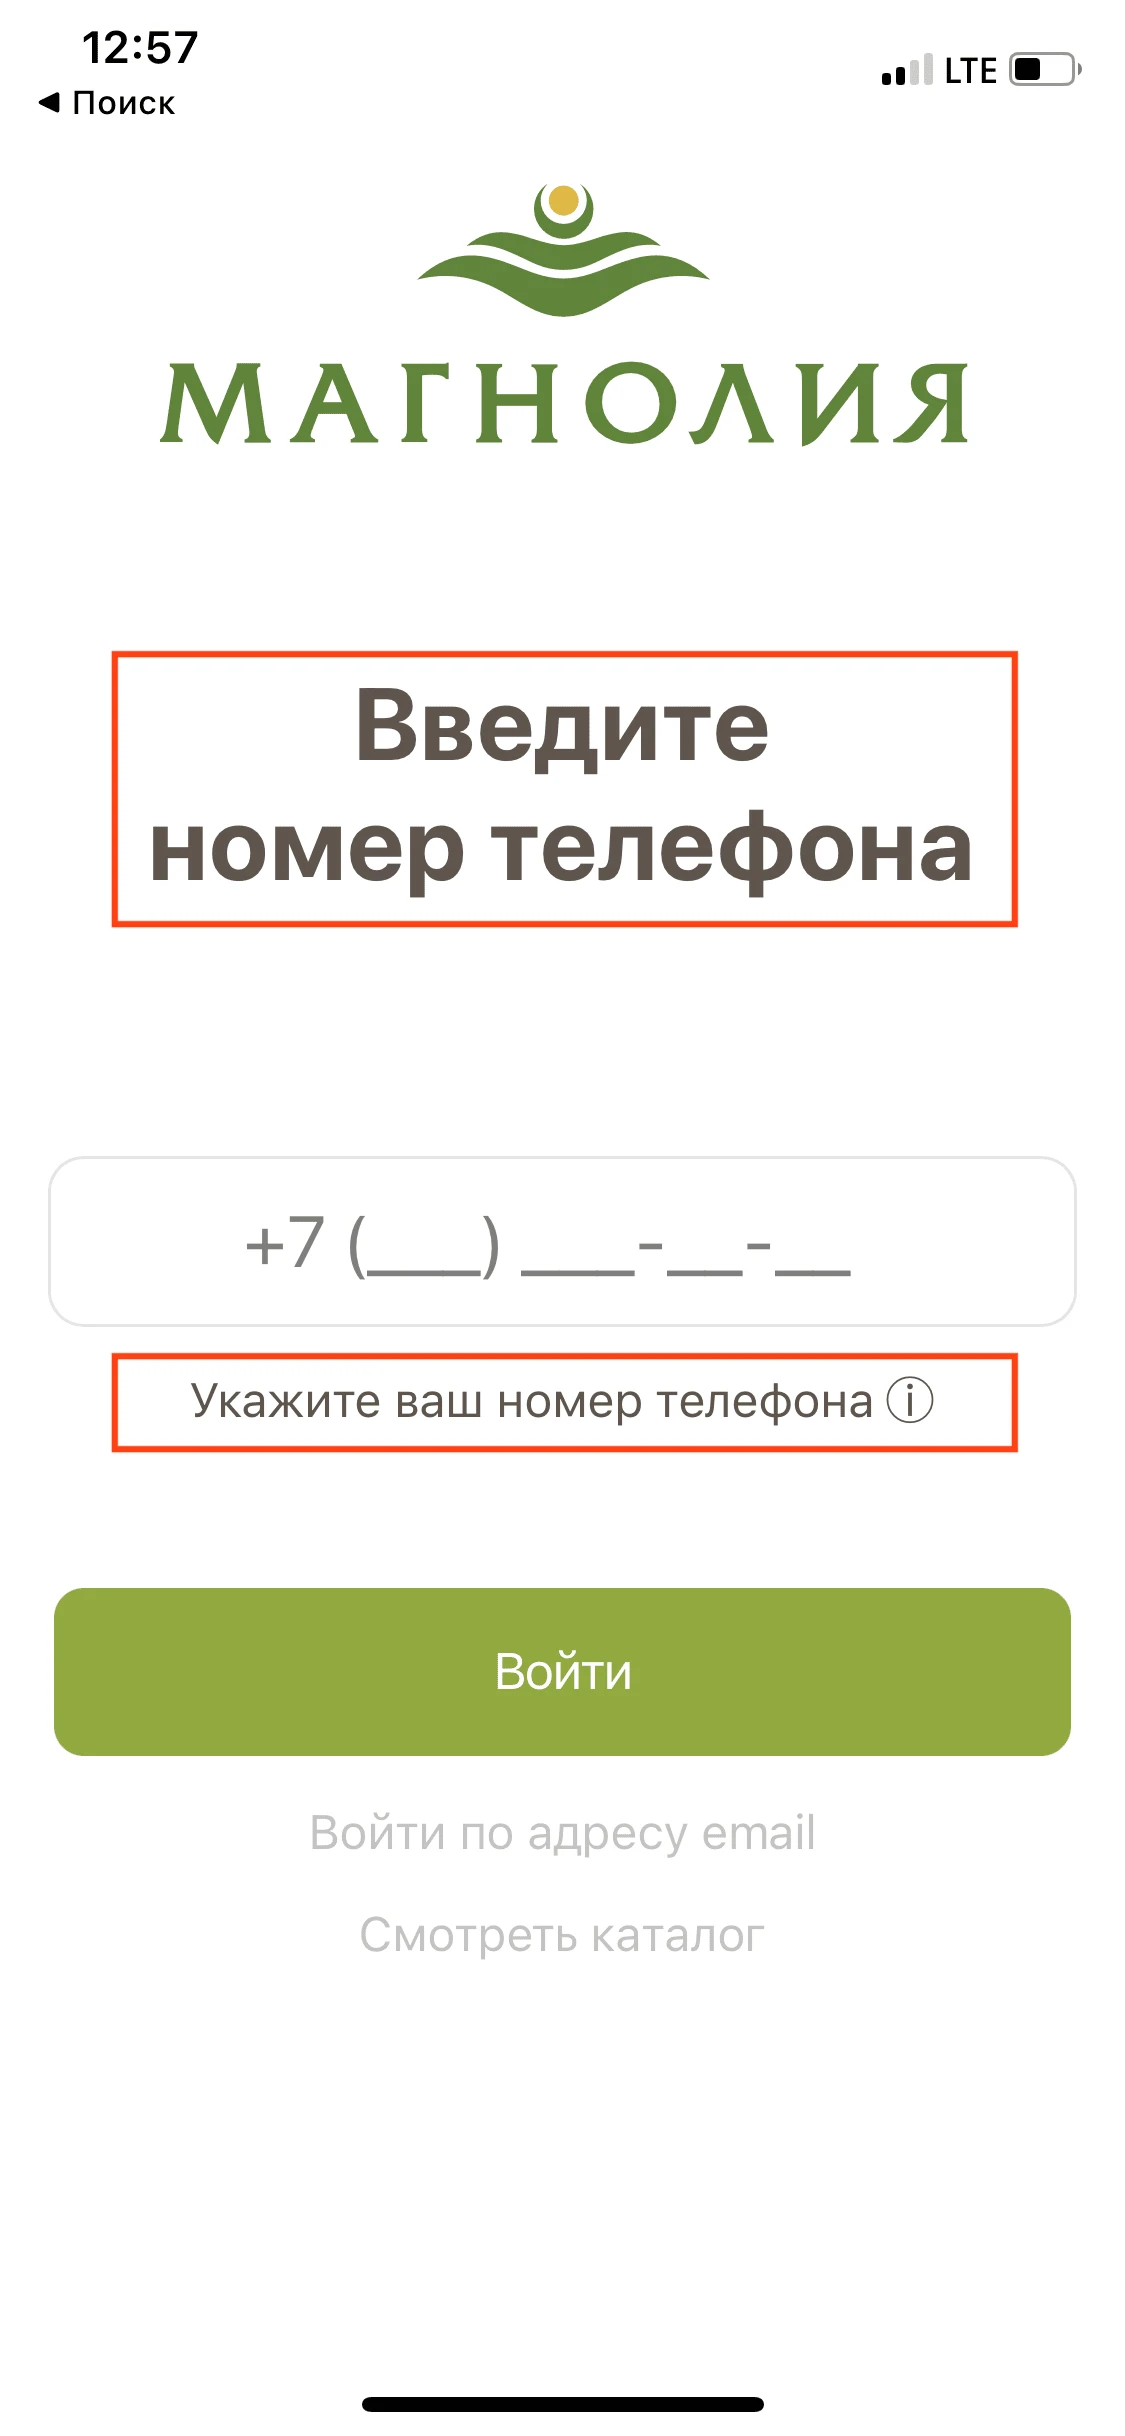 12:57
LTE
◀ Поиск
МАГНОЛИЯ
Введите
номер телефона
+7 (___) ___-__-__
Укажите ваш номер телефона ⓘ
Войти
Войти по адресу email
Смотреть каталог